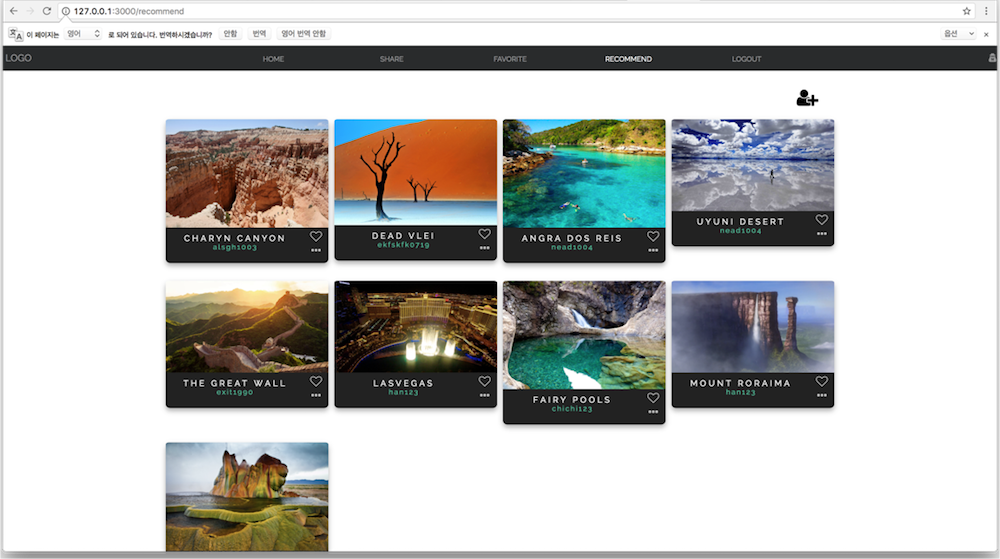 127.0.0.1:3000/recommend
이 페이지는 영어 로 되어 있습니다. 번역하시겠습니까? 안함 번역 영어 번역 안함 옵션
LOGO HOME SHARE FAVORITE RECOMMEND LOGOUT
CHARYN CANYON
alsgh1003
DEAD VLEI
ekfskfk0719
ANGRA DOS REIS
nead1004
UYUNI DESERT
nead1004
THE GREAT WALL
exit1990
LASVEGAS
han123
FAIRY POOLS
chichi123
MOUNT RORAIMA
han123